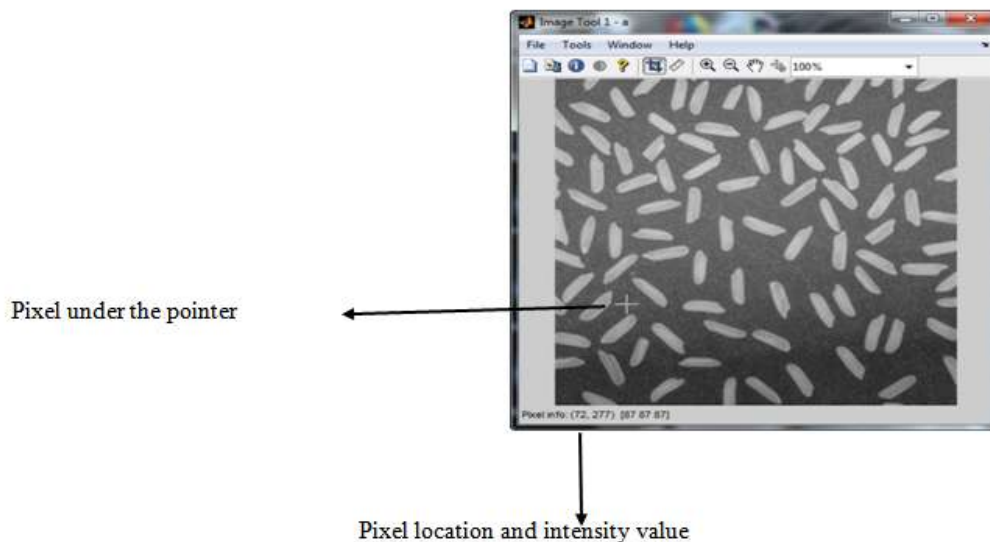 Image Tool 1 - a
File Tools Window Help
100%
Pixel under the pointer
Pixel info: (72, 277) [87 87 87]
Pixel location and intensity value